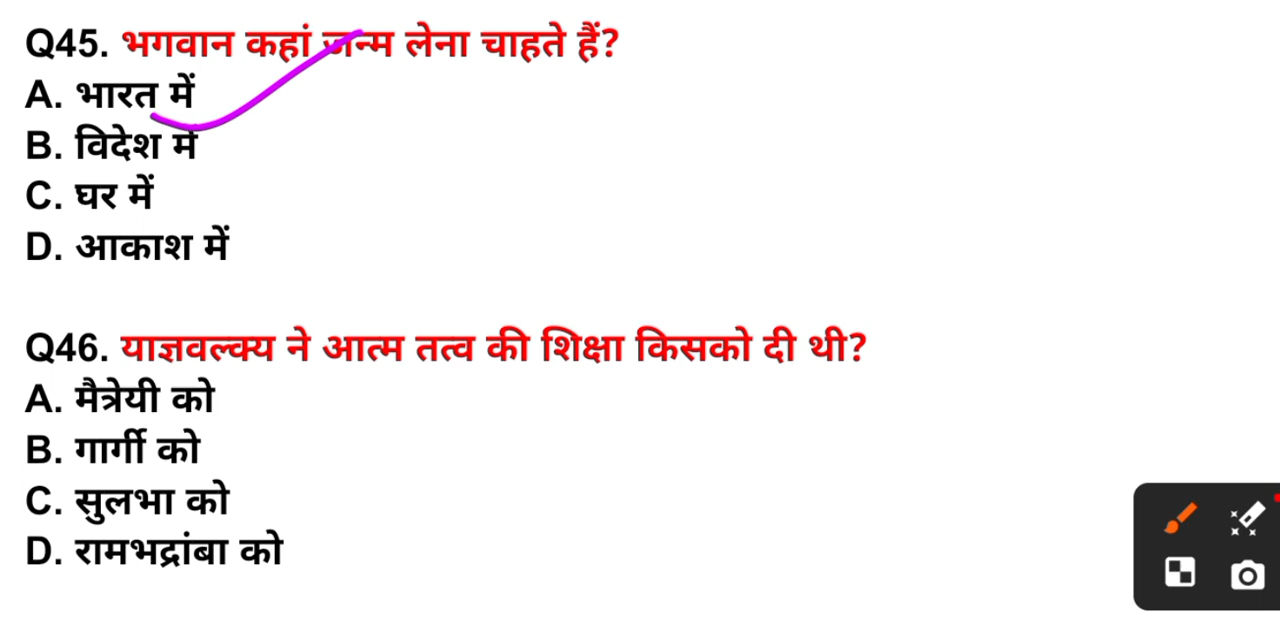 Q45. भगवान कहां जन्म लेना चाहते हैं?
A. भारत में
B. विदेश में
C. घर में
D. आकाश में
Q46. याज्ञवल्क्य ने आत्म तत्व की शिक्षा किसको दी थी?
A. मैत्रेयी को
B. गार्गी को
C. सुलभा को
D. रामभद्रांबा को